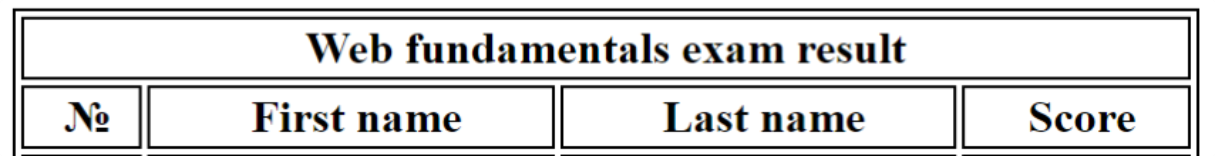 Web fundamentals exam result
№ First name Last name Score